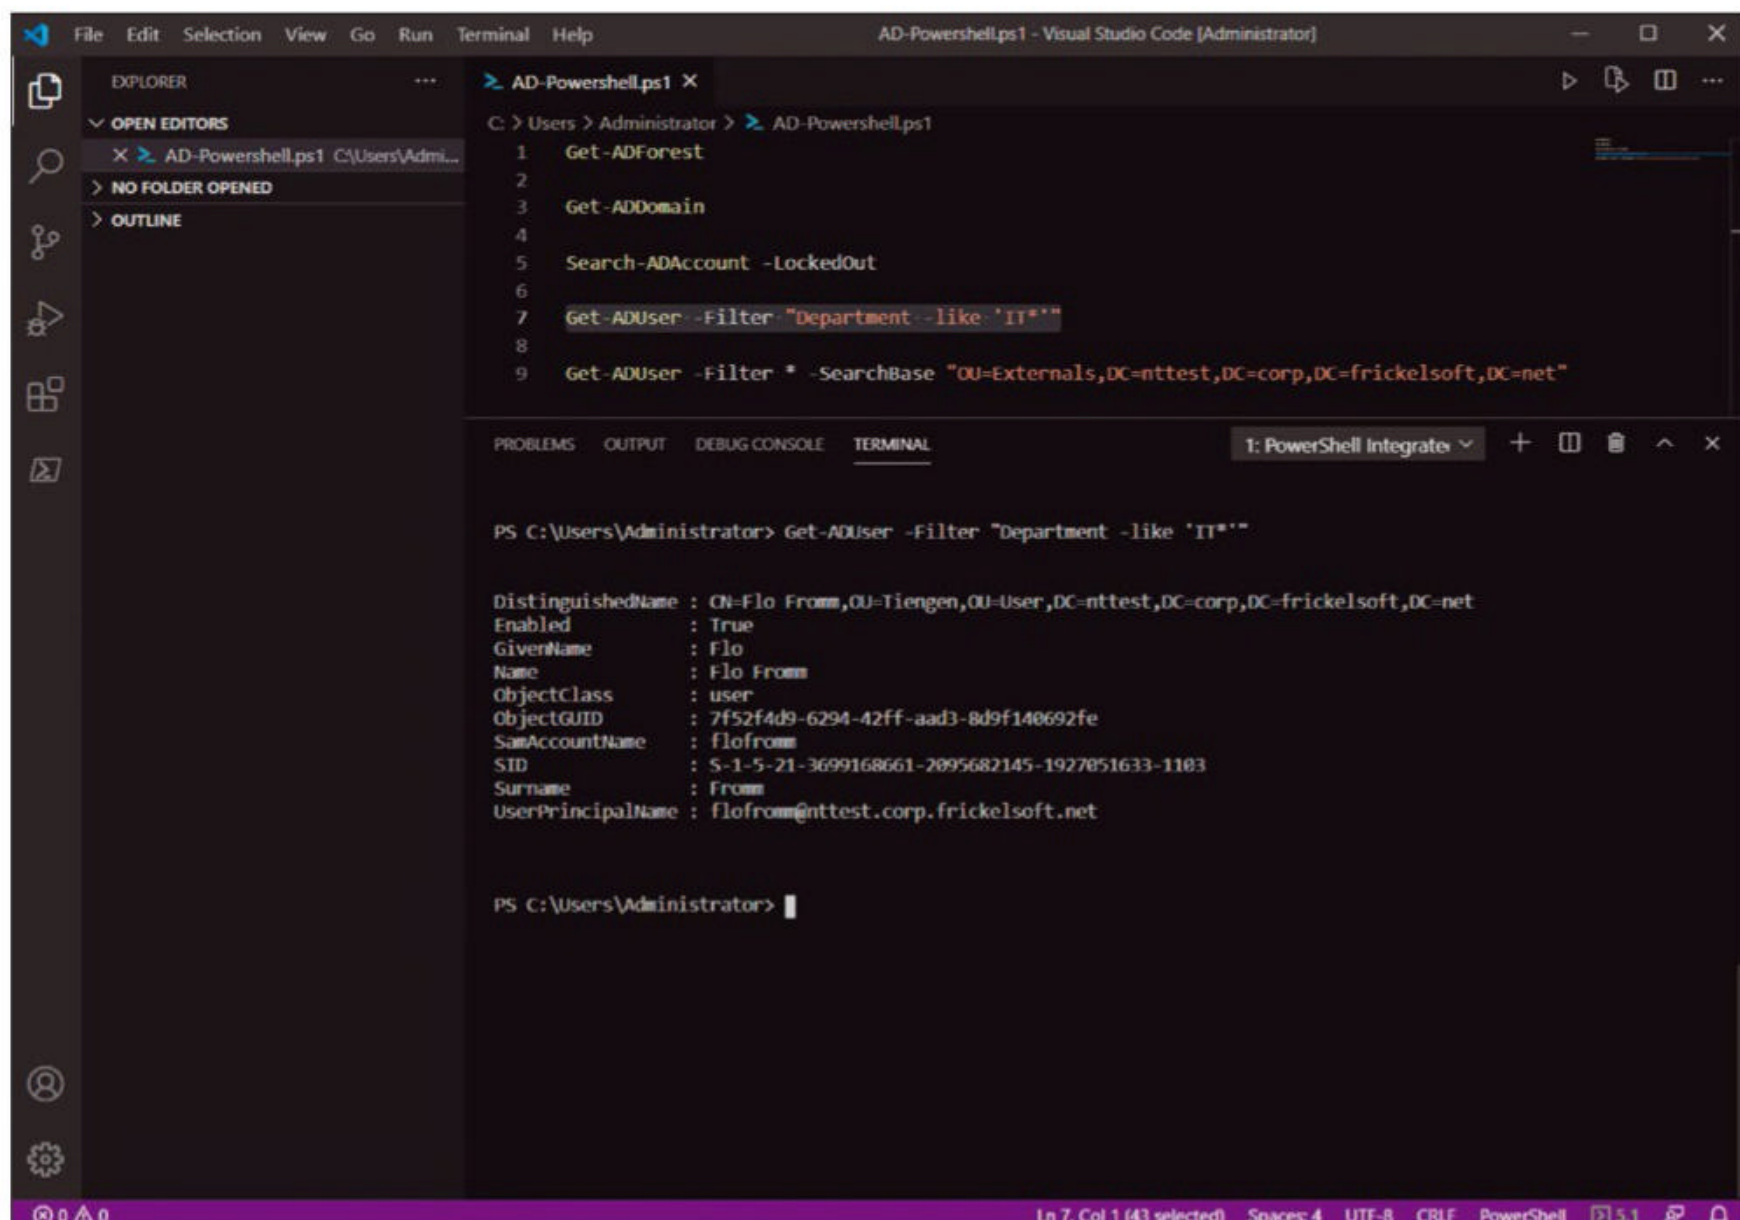 File Edit Selection View Go Run Terminal Help AD-Powershell.ps1 - Visual Studio Code [Administrator]
EXPLORER ...
OPEN EDITORS
AD-Powershell.ps1 C:\Users\Admi...
NO FOLDER OPENED
OUTLINE
AD-Powershell.ps1
C: > Users > Administrator > AD-Powershell.ps1
1 Get-ADForest
2
3 Get-ADDomain
4
5 Search-ADAccount -LockedOut
6
7 Get-ADUser -Filter "Department -like 'IT*'"
8
9 Get-ADUser -Filter * -SearchBase "OU=Externals,DC=nttest,DC=corp,DC=frickelsoft,DC=net"
PROBLEMS OUTPUT DEBUG CONSOLE TERMINAL 1: PowerShell Integrate
PS C:\Users\Administrator> Get-ADUser -Filter "Department -like 'IT*'"
DistinguishedName : CN=Flo Fromm,OU=Tiengen,OU=User,DC=nttest,DC=corp,DC=frickelsoft,DC=net
Enabled : True
GivenName : Flo
Name : Flo Fromm
ObjectClass : user
ObjectGUID : 7f52f4d9-6294-42ff-aad3-8d9f140692fe
SamAccountName : flofromm
SID : S-1-5-21-3699168661-2095682145-1927051633-1103
Surname : Fromm
UserPrincipalName : flofromm@nttest.corp.frickelsoft.net
PS C:\Users\Administrator>
0 0 Ln 7, Col 1 (43 selected) Spaces: 4 UTF-8 CRLF PowerShell 5.1